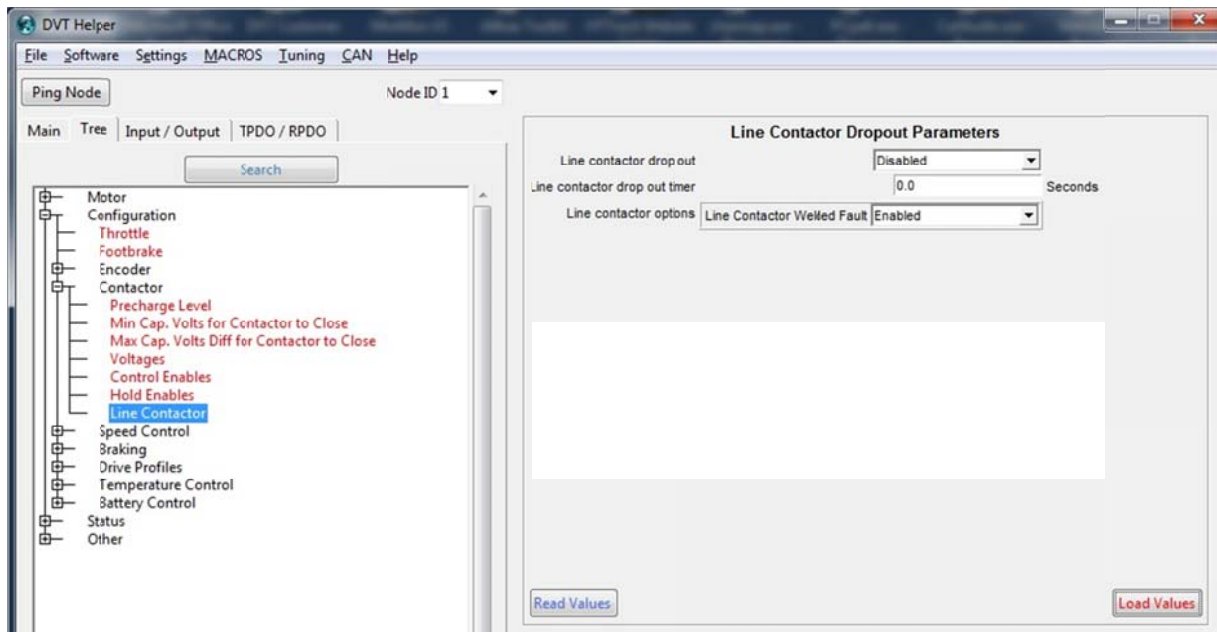 DVT Helper
File Software Settings MACROS Tuning CAN Help
Ping Node
Node ID 1
Main Tree Input / Output TPDO / RPDO
Search
Motor
Configuration
Throttle
Footbrake
Encoder
Contactor
Precharge Level
Min Cap. Volts for Contactor to Close
Max Cap. Volts Diff for Contactor to Close
Voltages
Control Enables
Hold Enables
Line Contactor
Speed Control
Braking
Drive Profiles
Temperature Control
Battery Control
Status
Other
Line Contactor Dropout Parameters
Line contactor drop out Disabled
Line contactor drop out timer 0.0 Seconds
Line contactor options Line Contactor Welded Fault Enabled
Read Values
Load Values